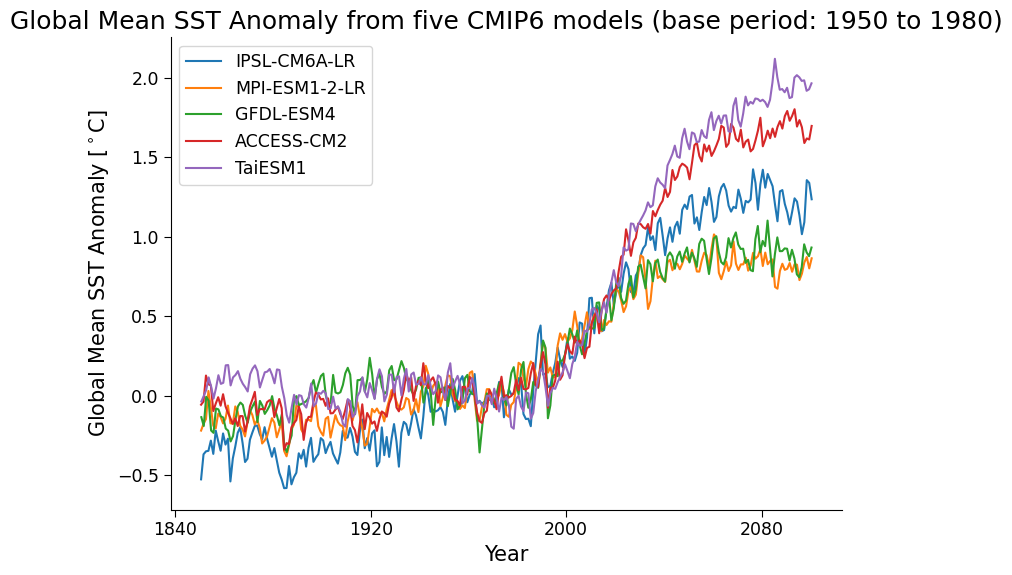 Global Mean SST Anomaly from five CMIP6 models (base period: 1950 to 1980)
IPSL-CM6A-LR
MPI-ESM1-2-LR
GFDL-ESM4
ACCESS-CM2
TaiESM1
Global Mean SST Anomaly [ °C]
2.0
1.5
1.0
0.5
0.0
−0.5
1840
1920
2000
2080
Year